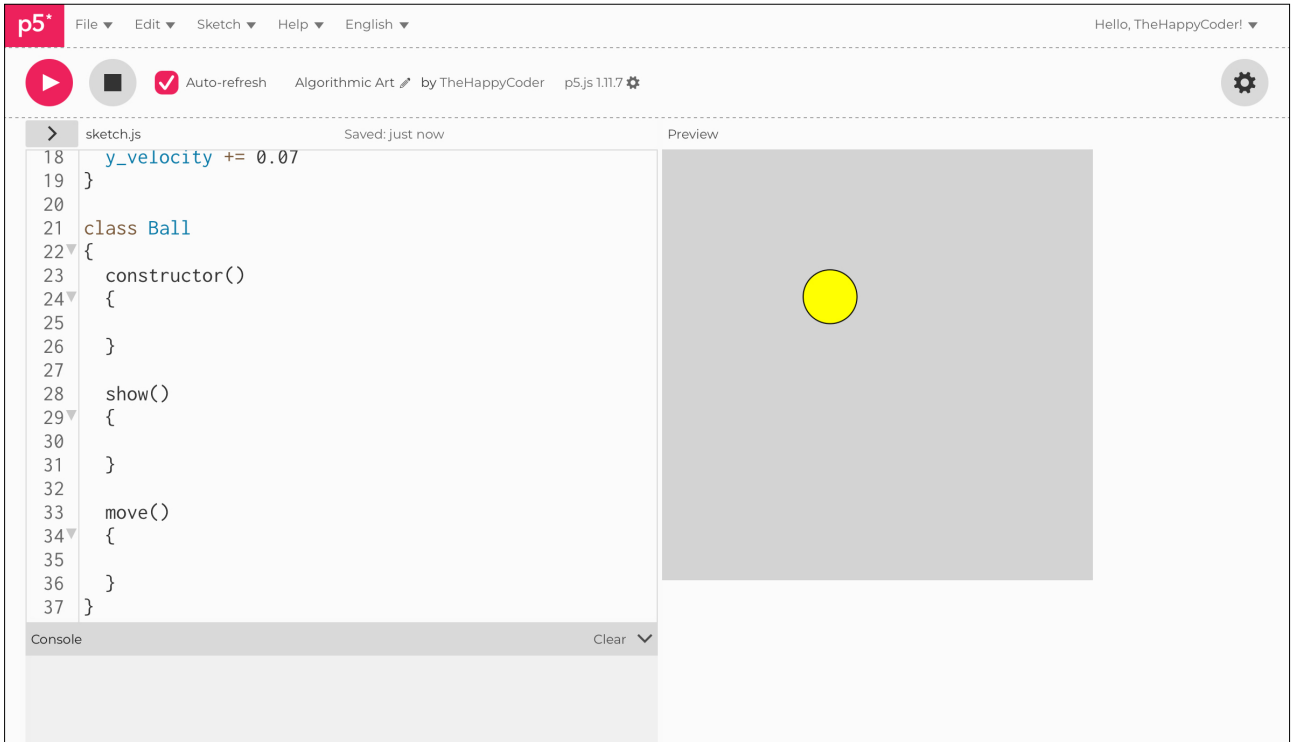 p5* File Edit Sketch Help English Hello, TheHappyCoder!
Auto-refresh Algorithmic Art by TheHappyCoder p5.js 1.11.7
sketch.js Saved: just now Preview
18   y_velocity += 0.07
19 }
20
21 class Ball
22 {
23   constructor()
24   {
25
26   }
27
28   show()
29   {
30
31   }
32
33   move()
34   {
35
36   }
37 }
Console Clear